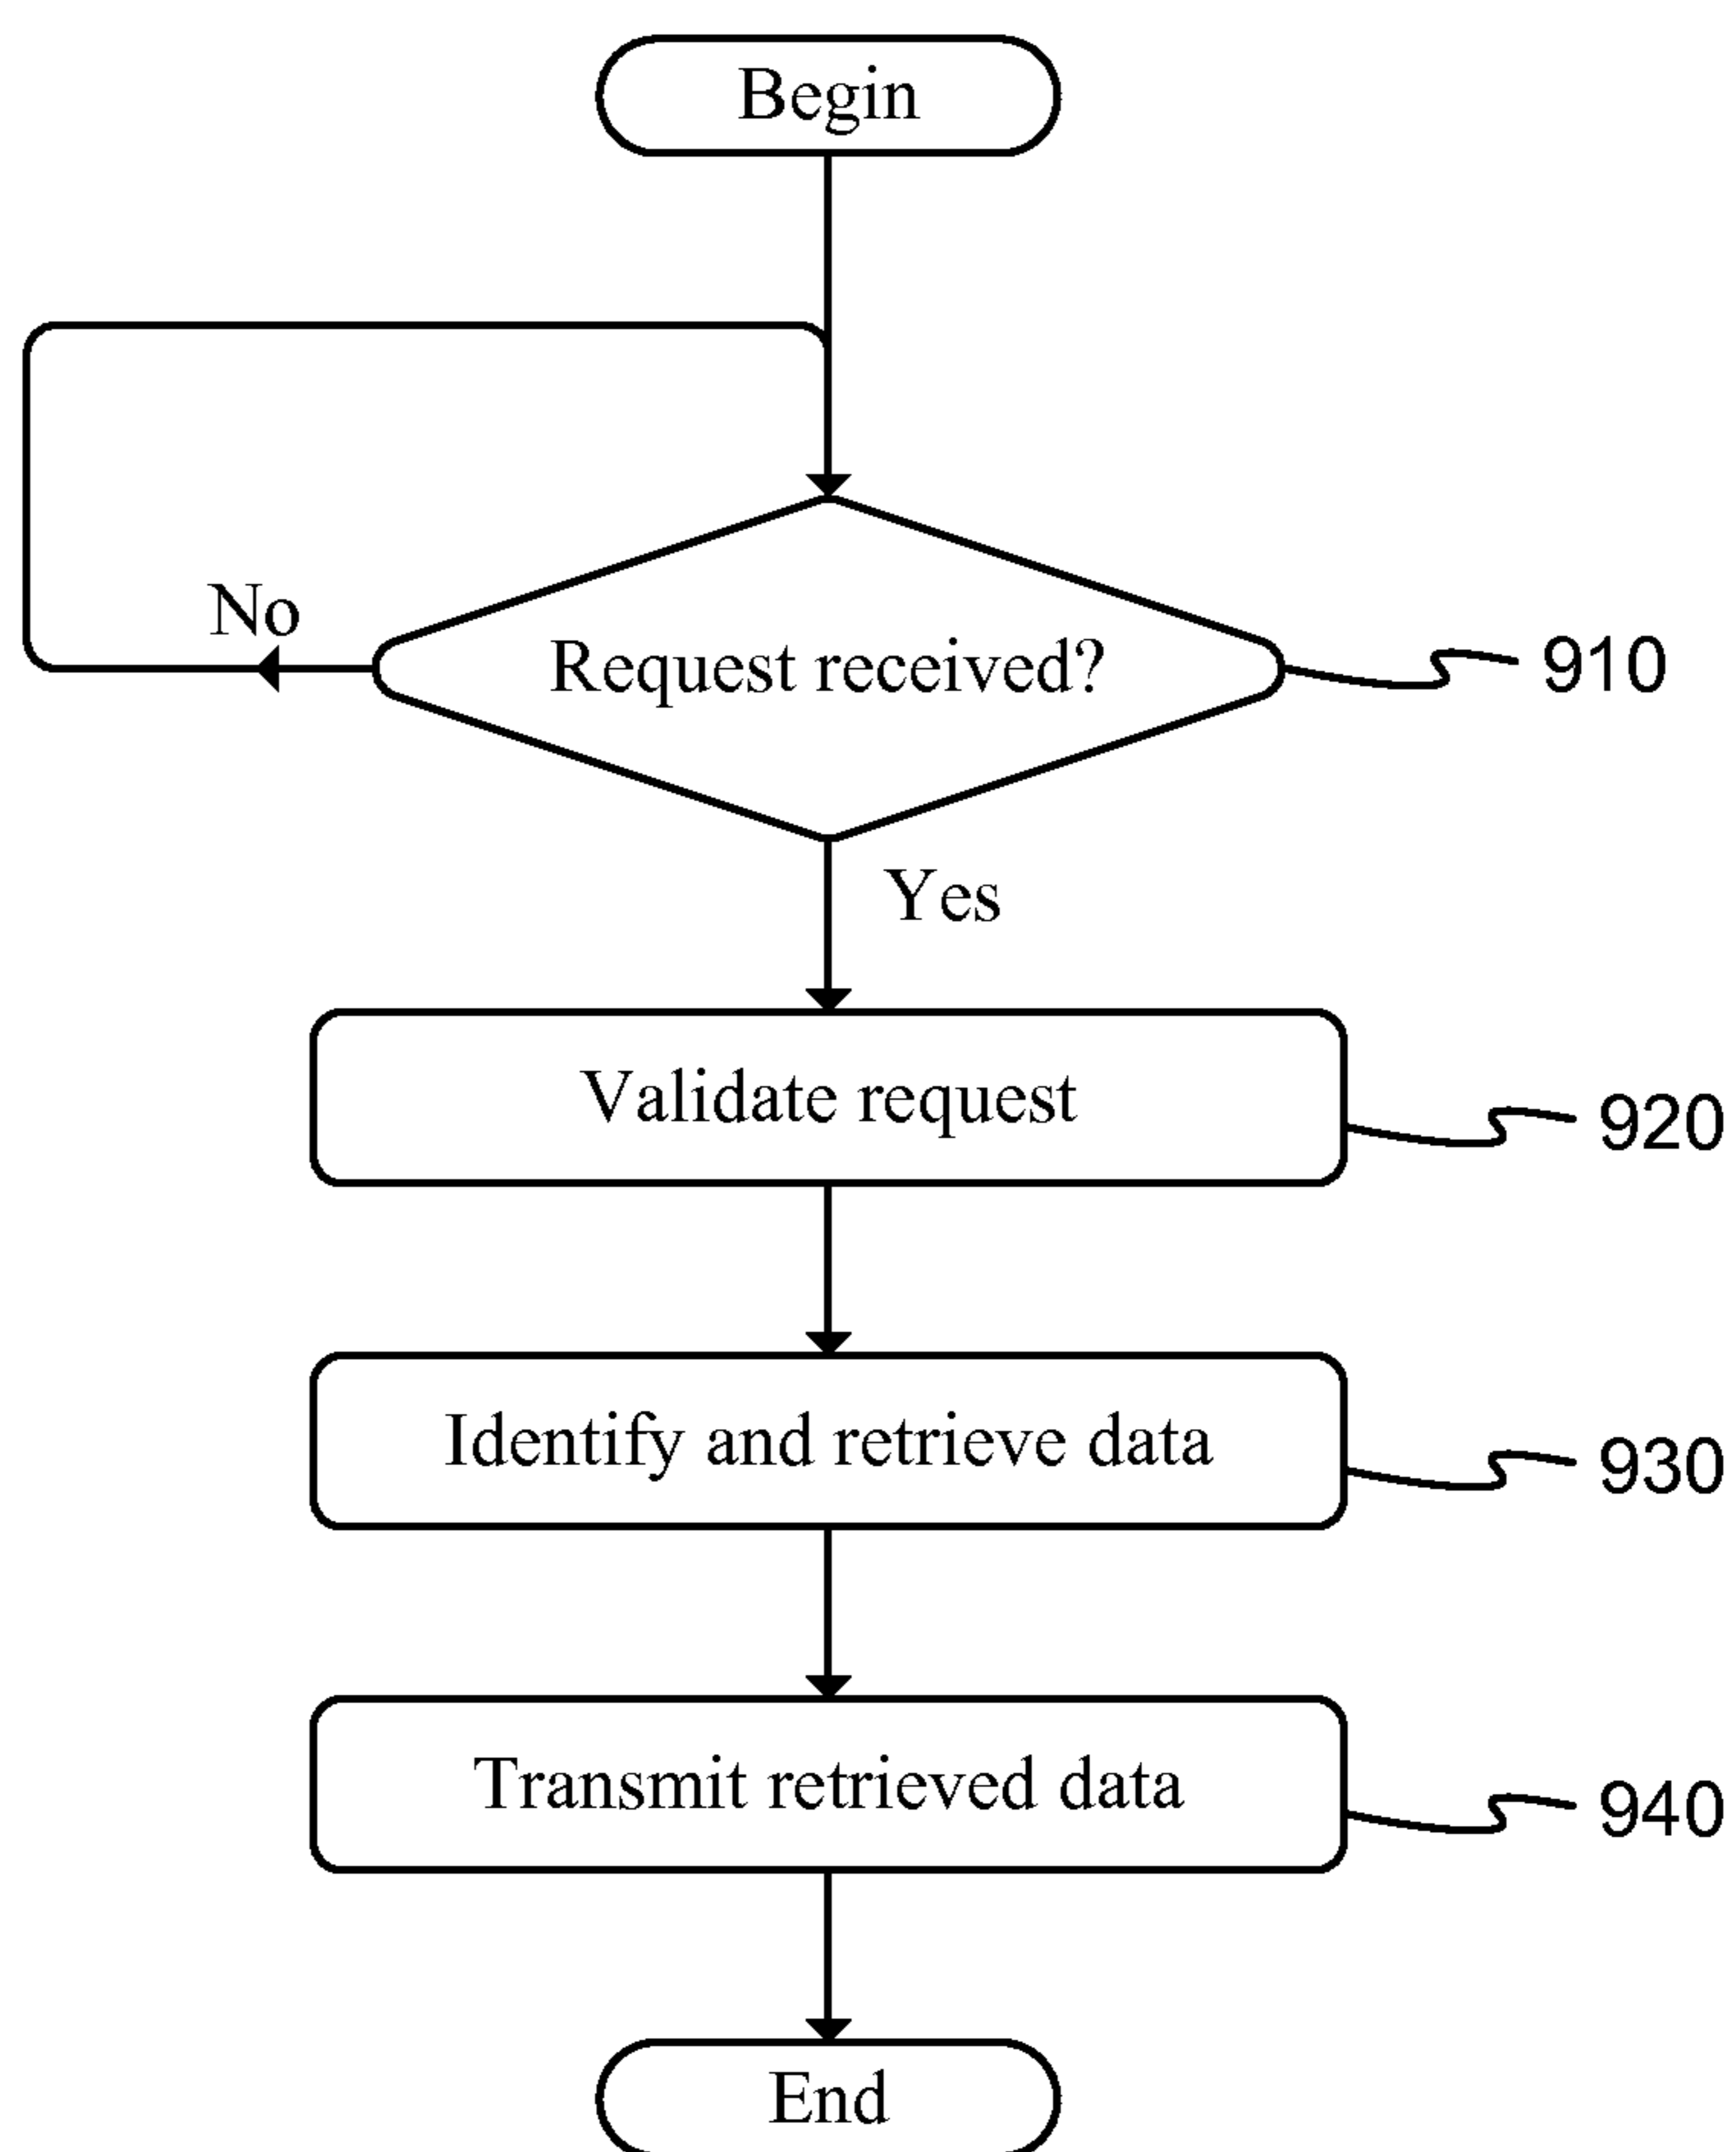 Begin
No
Request received?
910
Yes
Validate request
920
Identify and retrieve data
930
Transmit retrieved data
940
End